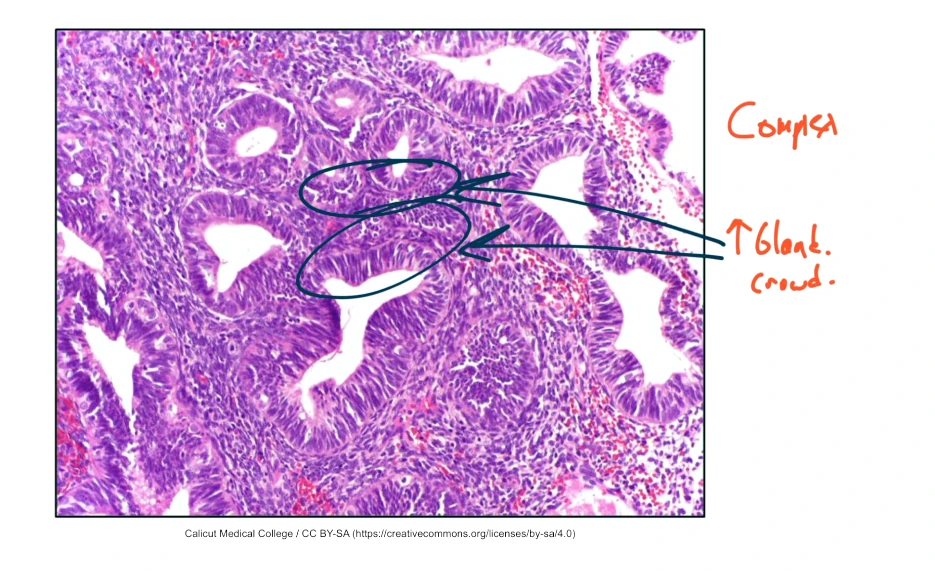 Complex
↑ Gland.
crowd.
Calicut Medical College / CC BY-SA (https://creativecommons.org/licenses/by-sa/4.0)